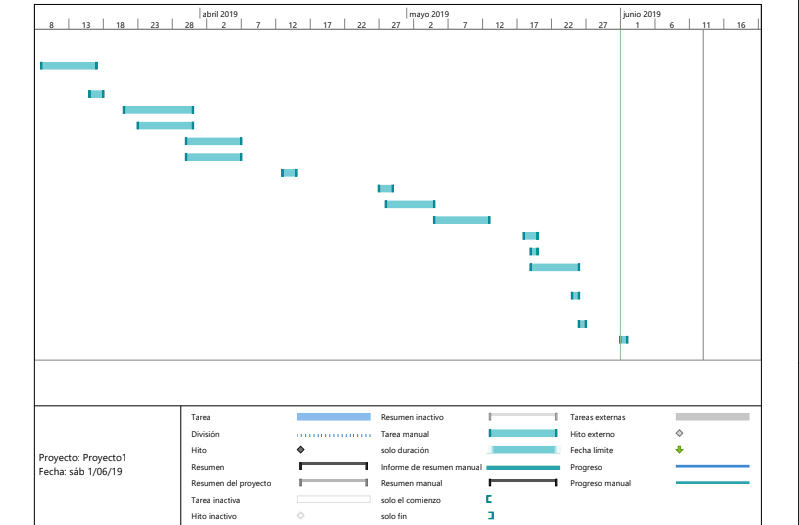 abril 2019 mayo 2019 junio 2019
8 13 18 23 28 2 7 12 17 22 27 2 7 12 17 22 27 1 6 11 16
Tarea Resumen inactivo Tareas externas
División Tarea manual Hito externo
Hito solo duración Fecha límite
Resumen Informe de resumen manual Progreso
Resumen del proyecto Resumen manual Progreso manual
Tarea inactiva solo el comienzo
Hito inactivo solo fin
Proyecto: Proyecto1
Fecha: sáb 1/06/19